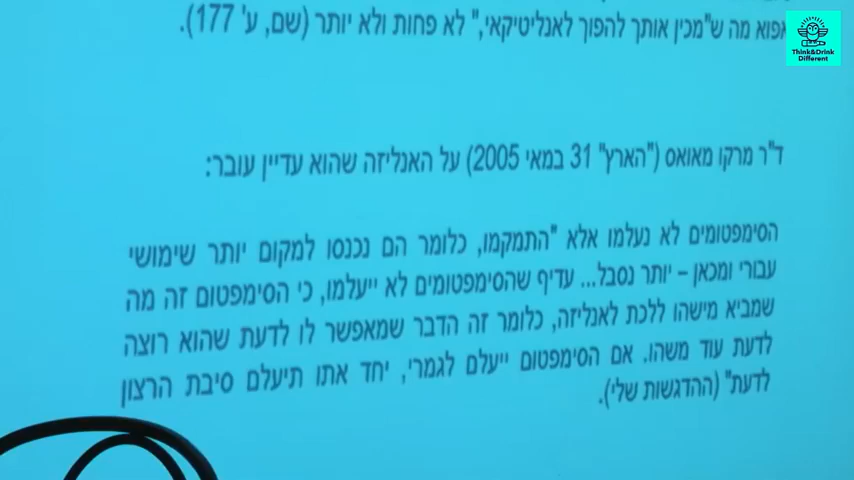 אפוא מה ש"מכין אותך להפוך לאנליטיקאי," לא פחות ולא יותר (שם, ע' 177).
ד"ר מרקו מאואס ("הארץ" 31 במאי 2005) על האנליזה שהוא עדיין עובר:
הסימפטומים לא נעלמו אלא "התמקמו, כלומר הם נכנסו למקום יותר שימושי
עבורי ומכאן – יותר נסבל... עדיף שהסימפטומים לא ייעלמו, כי הסימפטום זה מה
שמביא מישהו ללכת לאנליזה, כלומר זה הדבר שמאפשר לו לדעת שהוא רוצה
לדעת עוד משהו. אם הסימפטום ייעלם לגמרי, יחד אתו תיעלם סיבת הרצון
לדעת" (ההדגשות שלי).
Think&Drink
Different